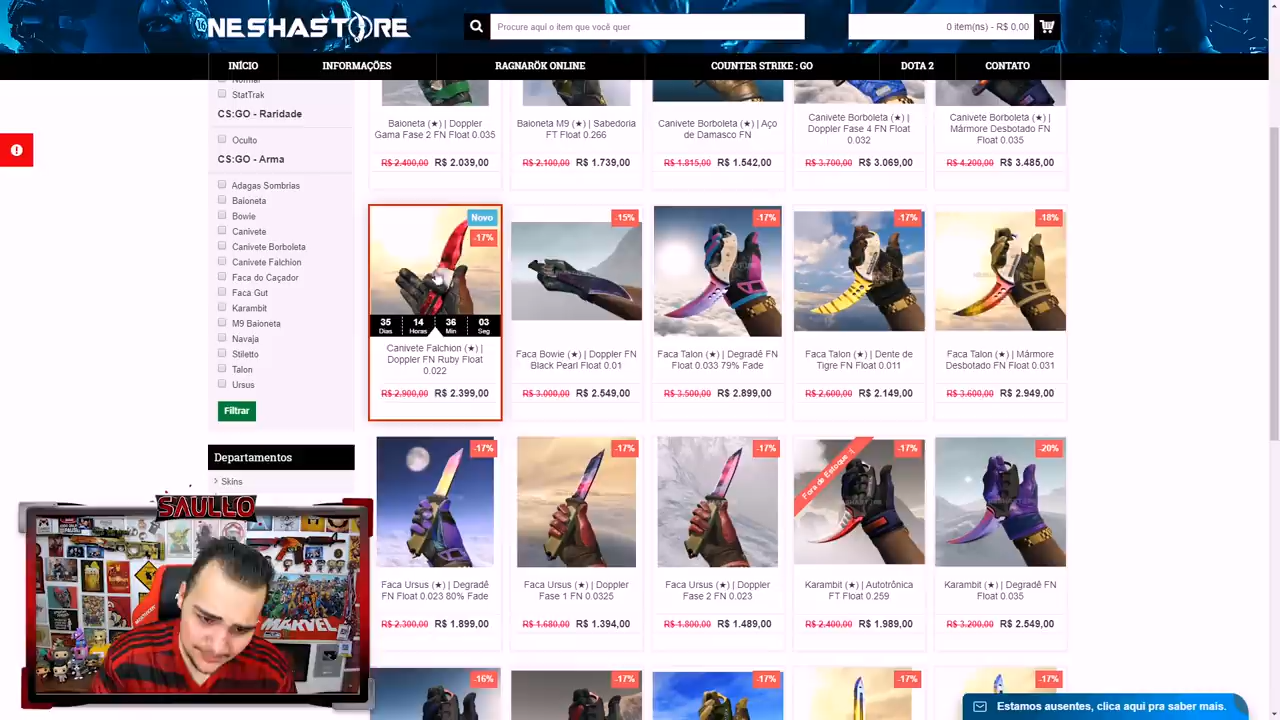 NESHASTORE
Procure aqui o item que você quer
0 item(ns) - R$ 0,00
INÍCIO
INFORMAÇÕES
RAGNARÖK ONLINE
COUNTER STRIKE : GO
DOTA 2
CONTATO
Normal
StatTrak
CS:GO - Raridade
Oculto
CS:GO - Arma
Adagas Sombrias
Baioneta
Bowie
Canivete
Canivete Borboleta
Canivete Falchion
Faca do Caçador
Faca Gut
Karambit
M9 Baioneta
Navaja
Stiletto
Talon
Ursus
Filtrar
Departamentos
> Skins
Baioneta (★) | Doppler
Gama Fase 2 FN Float 0.035
R$ 2.400,00 R$ 2.039,00
Baioneta M9 (★) | Sabedoria
FT Float 0.266
R$ 2.100,00 R$ 1.739,00
Canivete Borboleta (★) | Aço
de Damasco FN
R$ 1.815,00 R$ 1.542,00
Canivete Borboleta (★) |
Doppler Fase 4 FN Float
0.032
R$ 3.700,00 R$ 3.069,00
Canivete Borboleta (★) |
Mármore Desbotado FN
Float 0.035
R$ 4.200,00 R$ 3.485,00
Novo
-17%
35 14 36 03
Dias Horas Min Seg
Canivete Falchion (★) |
Doppler FN Ruby Float
0.022
R$ 2.900,00 R$ 2.399,00
-15%
Faca Bowie (★) | Doppler FN
Black Pearl Float 0.01
R$ 3.000,00 R$ 2.549,00
-17%
Faca Talon (★) | Degradê FN
Float 0.033 79% Fade
R$ 3.500,00 R$ 2.899,00
-17%
Faca Talon (★) | Dente de
Tigre FN Float 0.011
R$ 2.600,00 R$ 2.149,00
-18%
Faca Talon (★) | Mármore
Desbotado FN Float 0.031
R$ 3.600,00 R$ 2.949,00
-17%
Faca Ursus (★) | Degradê
FN Float 0.023 80% Fade
R$ 2.300,00 R$ 1.899,00
-17%
Faca Ursus (★) | Doppler
Fase 1 FN 0.0325
R$ 1.680,00 R$ 1.394,00
-17%
Faca Ursus (★) | Doppler
Fase 2 FN 0.023
R$ 1.800,00 R$ 1.489,00
Fora de Estoque :(
-17%
Karambit (★) | Autotrônica
FT Float 0.259
R$ 2.400,00 R$ 1.989,00
-20%
Karambit (★) | Degradê FN
Float 0.035
R$ 3.200,00 R$ 2.549,00
-16%
-17%
-17%
-17%
-17%
SAULLO
MARVEL
Estamos ausentes, clica aqui pra saber mais.